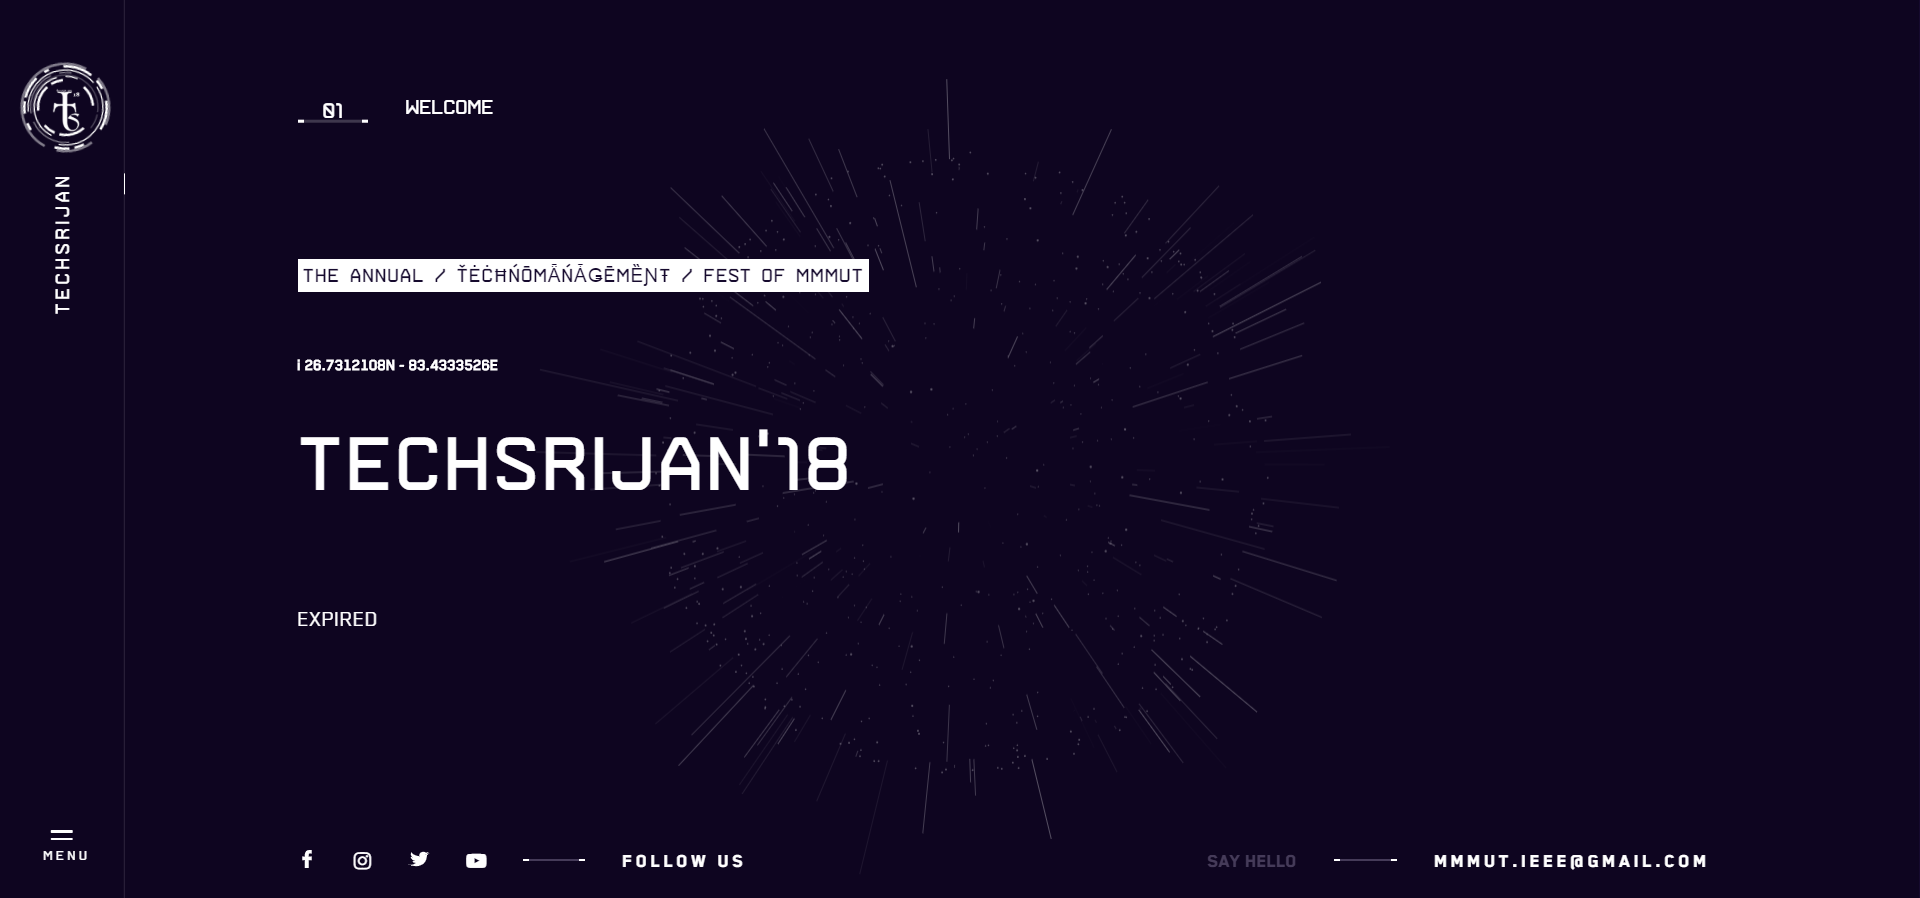 TECHSRIJAN
01 WELCOME
THE ANNUAL / ŤĖĊĦŃŌMǞŃǠǤĒMȄƝŦ / FEST OF MMMUT
| 26.7312108N - 83.4333526E
TECHSRIJAN'18
EXPIRED
MENU
FOLLOW US
SAY HELLO
MMMUT.IEEE@GMAIL.COM